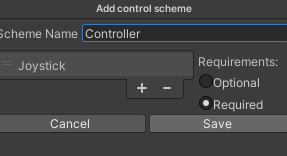 Add control scheme
Scheme Name Controller
Joystick
Requirements:
Optional
Required
+ −
Cancel
Save